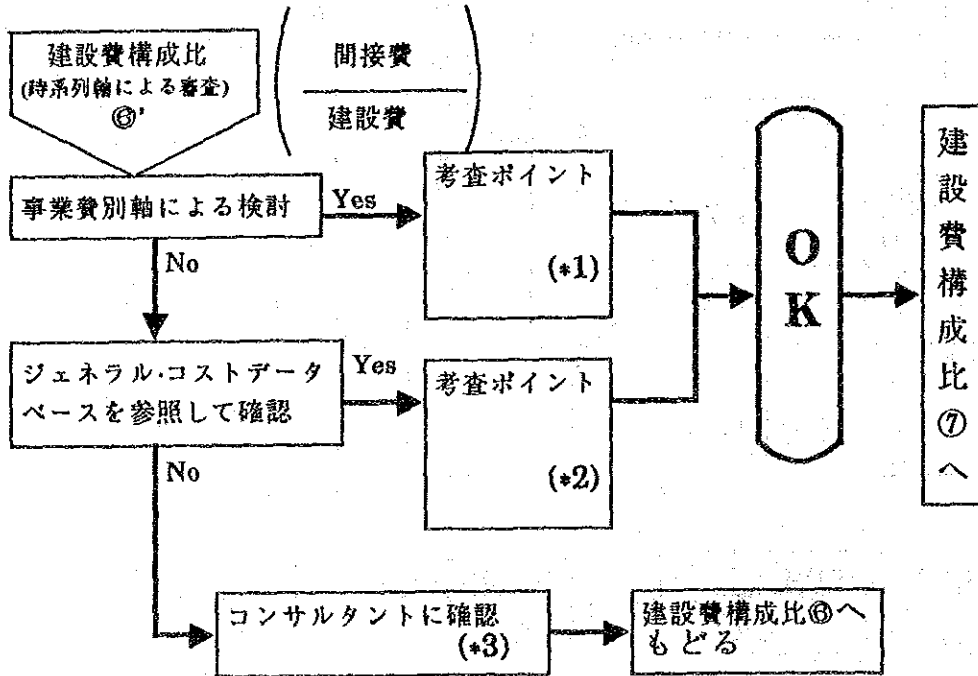 建設費構成比
(時系列軸による審査)
⑥'
間接費
建設費
事業費別軸による検討
Yes
No
考査ポイント
(*1)
ジェネラル・コストデータ
ベースを参照して確認
Yes
No
考査ポイント
(*2)
OK
建設費構成比⑦へ
コンサルタントに確認
(*3)
建設費構成比⑥へ
もどる